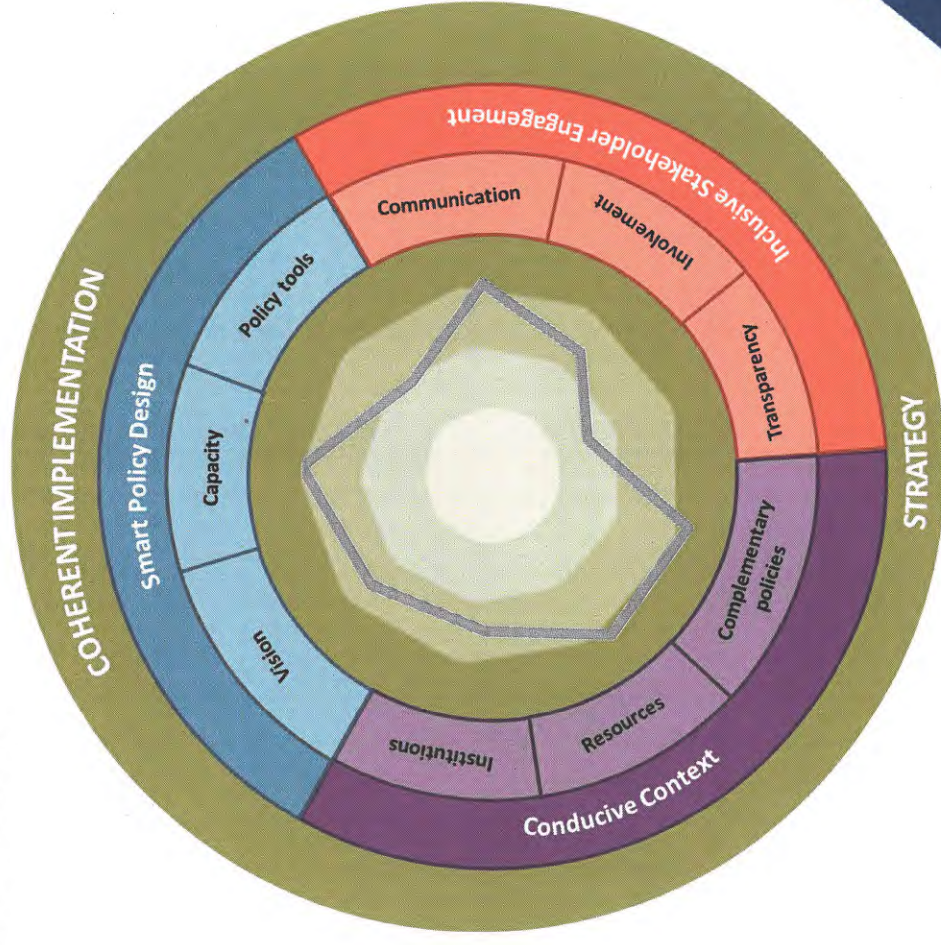 COHERENT IMPLEMENTATION
Smart Policy Design
Vision
Capacity
Policy tools
Inclusive Stakeholder Engagement
Communication
Involvement
Transparency
Conducive Context
Institutions
Resources
Complementary
policies
STRATEGY